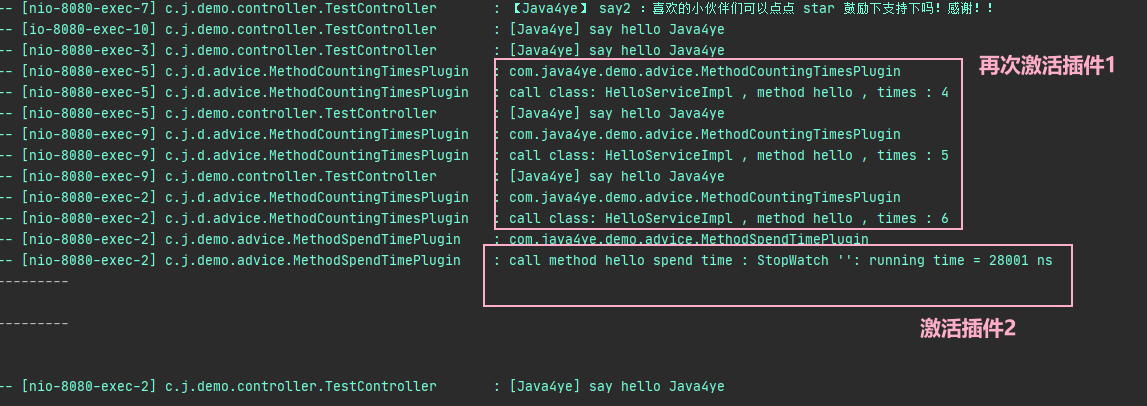 -- [nio-8080-exec-7] c.j.demo.controller.TestController : 【Java4ye】 say2 : 喜欢的小伙伴们可以点点 star 鼓励下支持下吗! 感谢!!
-- [io-8080-exec-10] c.j.demo.controller.TestController : [Java4ye] say hello Java4ye
-- [nio-8080-exec-3] c.j.demo.controller.TestController : [Java4ye] say hello Java4ye
再次激活插件1
-- [nio-8080-exec-5] c.j.d.advice.MethodCountingTimesPlugin : com.java4ye.demo.advice.MethodCountingTimesPlugin
-- [nio-8080-exec-5] c.j.d.advice.MethodCountingTimesPlugin : call class: HelloServiceImpl , method hello , times : 4
-- [nio-8080-exec-5] c.j.demo.controller.TestController : [Java4ye] say hello Java4ye
-- [nio-8080-exec-9] c.j.d.advice.MethodCountingTimesPlugin : com.java4ye.demo.advice.MethodCountingTimesPlugin
-- [nio-8080-exec-9] c.j.d.advice.MethodCountingTimesPlugin : call class: HelloServiceImpl , method hello , times : 5
-- [nio-8080-exec-9] c.j.demo.controller.TestController : [Java4ye] say hello Java4ye
-- [nio-8080-exec-2] c.j.d.advice.MethodCountingTimesPlugin : com.java4ye.demo.advice.MethodCountingTimesPlugin
-- [nio-8080-exec-2] c.j.d.advice.MethodCountingTimesPlugin : call class: HelloServiceImpl , method hello , times : 6
-- [nio-8080-exec-2] c.j.demo.advice.MethodSpendTimePlugin : com.java4ye.demo.advice.MethodSpendTimePlugin
-- [nio-8080-exec-2] c.j.demo.advice.MethodSpendTimePlugin : call method hello spend time : StopWatch '': running time = 28001 ns
---------
---------
激活插件2
-- [nio-8080-exec-2] c.j.demo.controller.TestController : [Java4ye] say hello Java4ye